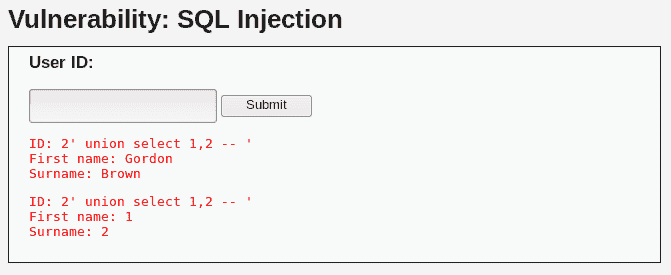 Vulnerability: SQL Injection
User ID:
Submit
ID: 2' union select 1,2 -- '
First name: Gordon
Surname: Brown
ID: 2' union select 1,2 -- '
First name: 1
Surname: 2